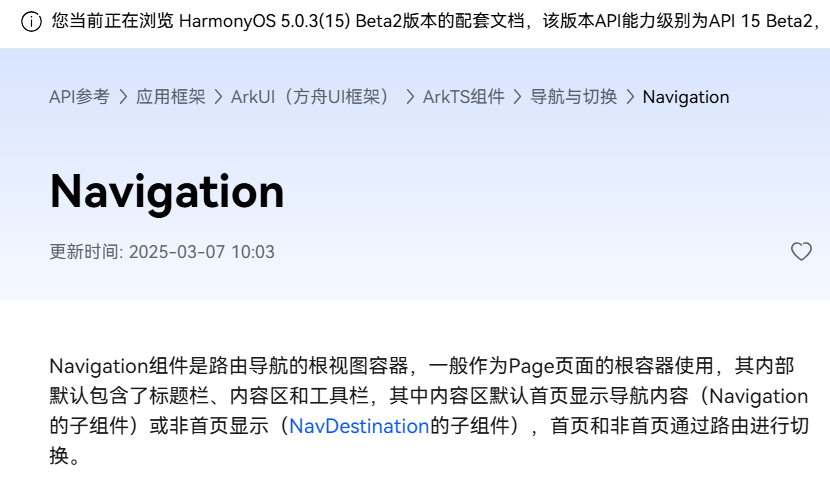 您当前正在浏览 HarmonyOS 5.0.3(15) Beta2版本的配套文档，该版本API能力级别为API 15 Beta2，
API参考 > 应用框架 > ArkUI（方舟UI框架） > ArkTS组件 > 导航与切换 > Navigation
Navigation
更新时间: 2025-03-07 10:03
Navigation组件是路由导航的根视图容器，一般作为Page页面的根容器使用，其内部
默认包含了标题栏、内容区和工具栏，其中内容区默认首页显示导航内容（Navigation
的子组件）或非首页显示（NavDestination的子组件），首页和非首页通过路由进行切
换。